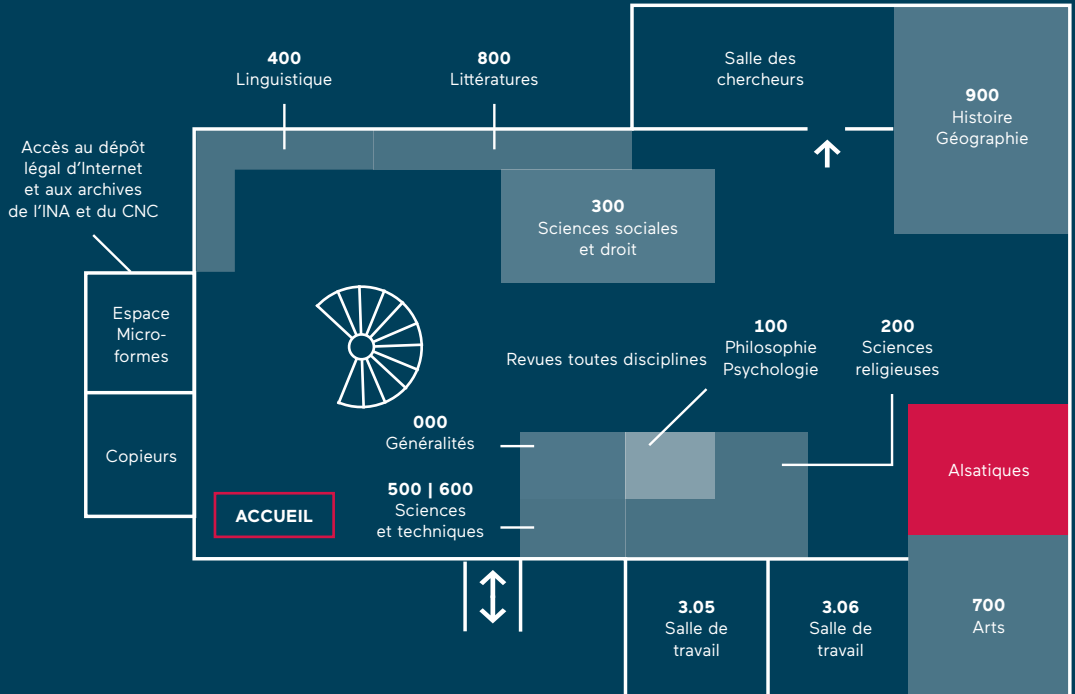 400
Linguistique
800
Littératures
Salle des
chercheurs
900
Histoire
Géographie
Accès au dépôt
légal d'Internet
et aux archives
de l'INA et du CNC
300
Sciences sociales
et droit
Espace
Micro-
formes
Revues toutes disciplines
100
Philosophie
Psychologie
200
Sciences
religieuses
000
Généralités
Copieurs
Alsatiques
500 | 600
Sciences
et techniques
ACCUEIL
3.05
Salle de
travail
3.06
Salle de
travail
700
Arts